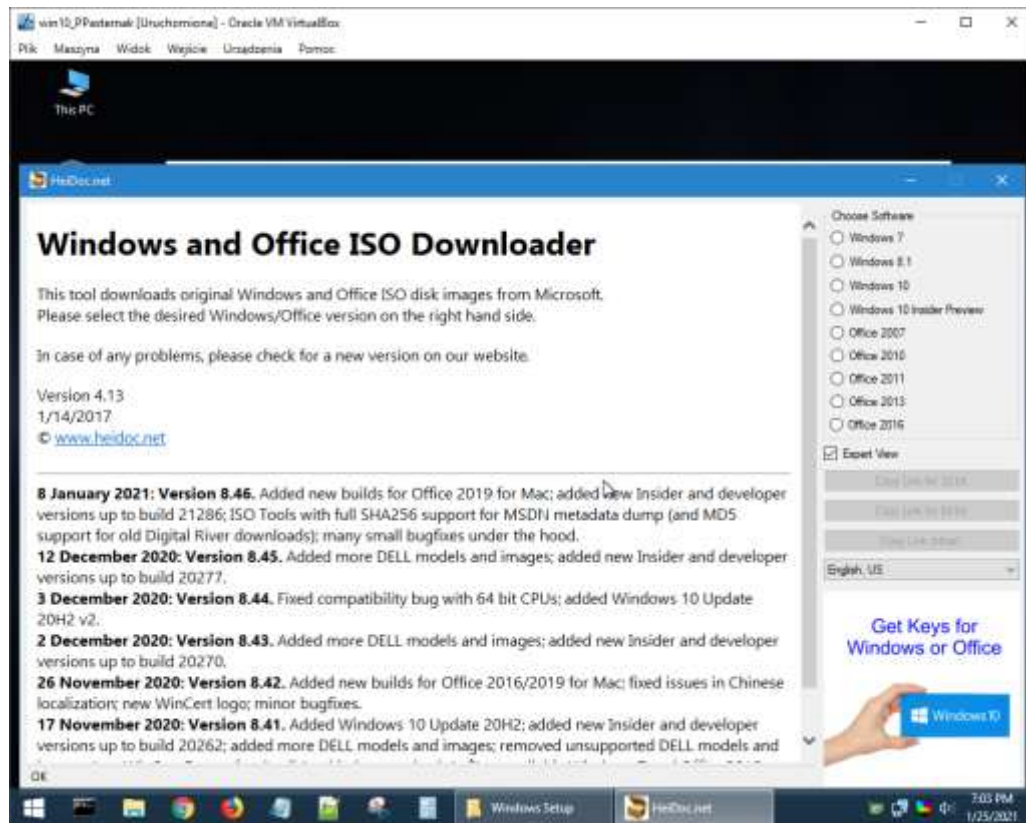 win10_PPasternak [Uruchomiona] - Oracle VM VirtualBox
Plik Maszyna Widok Wejście Urządzenia Pomoc
This PC
HeiDoc.net
Windows and Office ISO Downloader
This tool downloads original Windows and Office ISO disk images from Microsoft.
Please select the desired Windows/Office version on the right hand side.
In case of any problems, please check for a new version on our website.
Version 4.13
1/14/2017
© www.heidoc.net
8 January 2021: Version 8.46. Added new builds for Office 2019 for Mac; added new Insider and developer
versions up to build 21286; ISO Tools with full SHA256 support for MSDN metadata dump (and MD5
support for old Digital River downloads); many small bugfixes under the hood.
12 December 2020: Version 8.45. Added more DELL models and images; added new Insider and developer
versions up to build 20277.
3 December 2020: Version 8.44. Fixed compatibility bug with 64 bit CPUs; added Windows 10 Update
20H2 v2.
2 December 2020: Version 8.43. Added more DELL models and images; added new Insider and developer
versions up to build 20270.
26 November 2020: Version 8.42. Added new builds for Office 2016/2019 for Mac; fixed issues in Chinese
localization; new WinCert logo; minor bugfixes.
17 November 2020: Version 8.41. Added Windows 10 Update 20H2; added new Insider and developer
versions up to build 20262; added more DELL models and images; removed unsupported DELL models and
OK
Choose Software
Windows 7
Windows 8.1
Windows 10
Windows 10 Insider Preview
Office 2007
Office 2010
Office 2011
Office 2013
Office 2016
Expert View
English, US
Get Keys for
Windows or Office
Windows 10
Windows Setup
HeiDoc.net
7:03 PM
1/25/2021